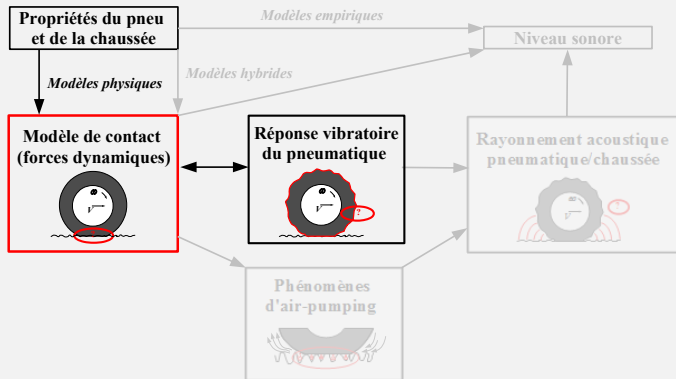 Propriétés du pneu
et de la chaussée
Modèles empiriques
Niveau sonore
Modèles physiques
Modèles hybrides
Modèle de contact
(forces dynamiques)
ω
V
Réponse vibratoire
du pneumatique
ω
V
?
Rayonnement acoustique
pneumatique/chaussée
ω
V
?
Phénomènes
d'air-pumping